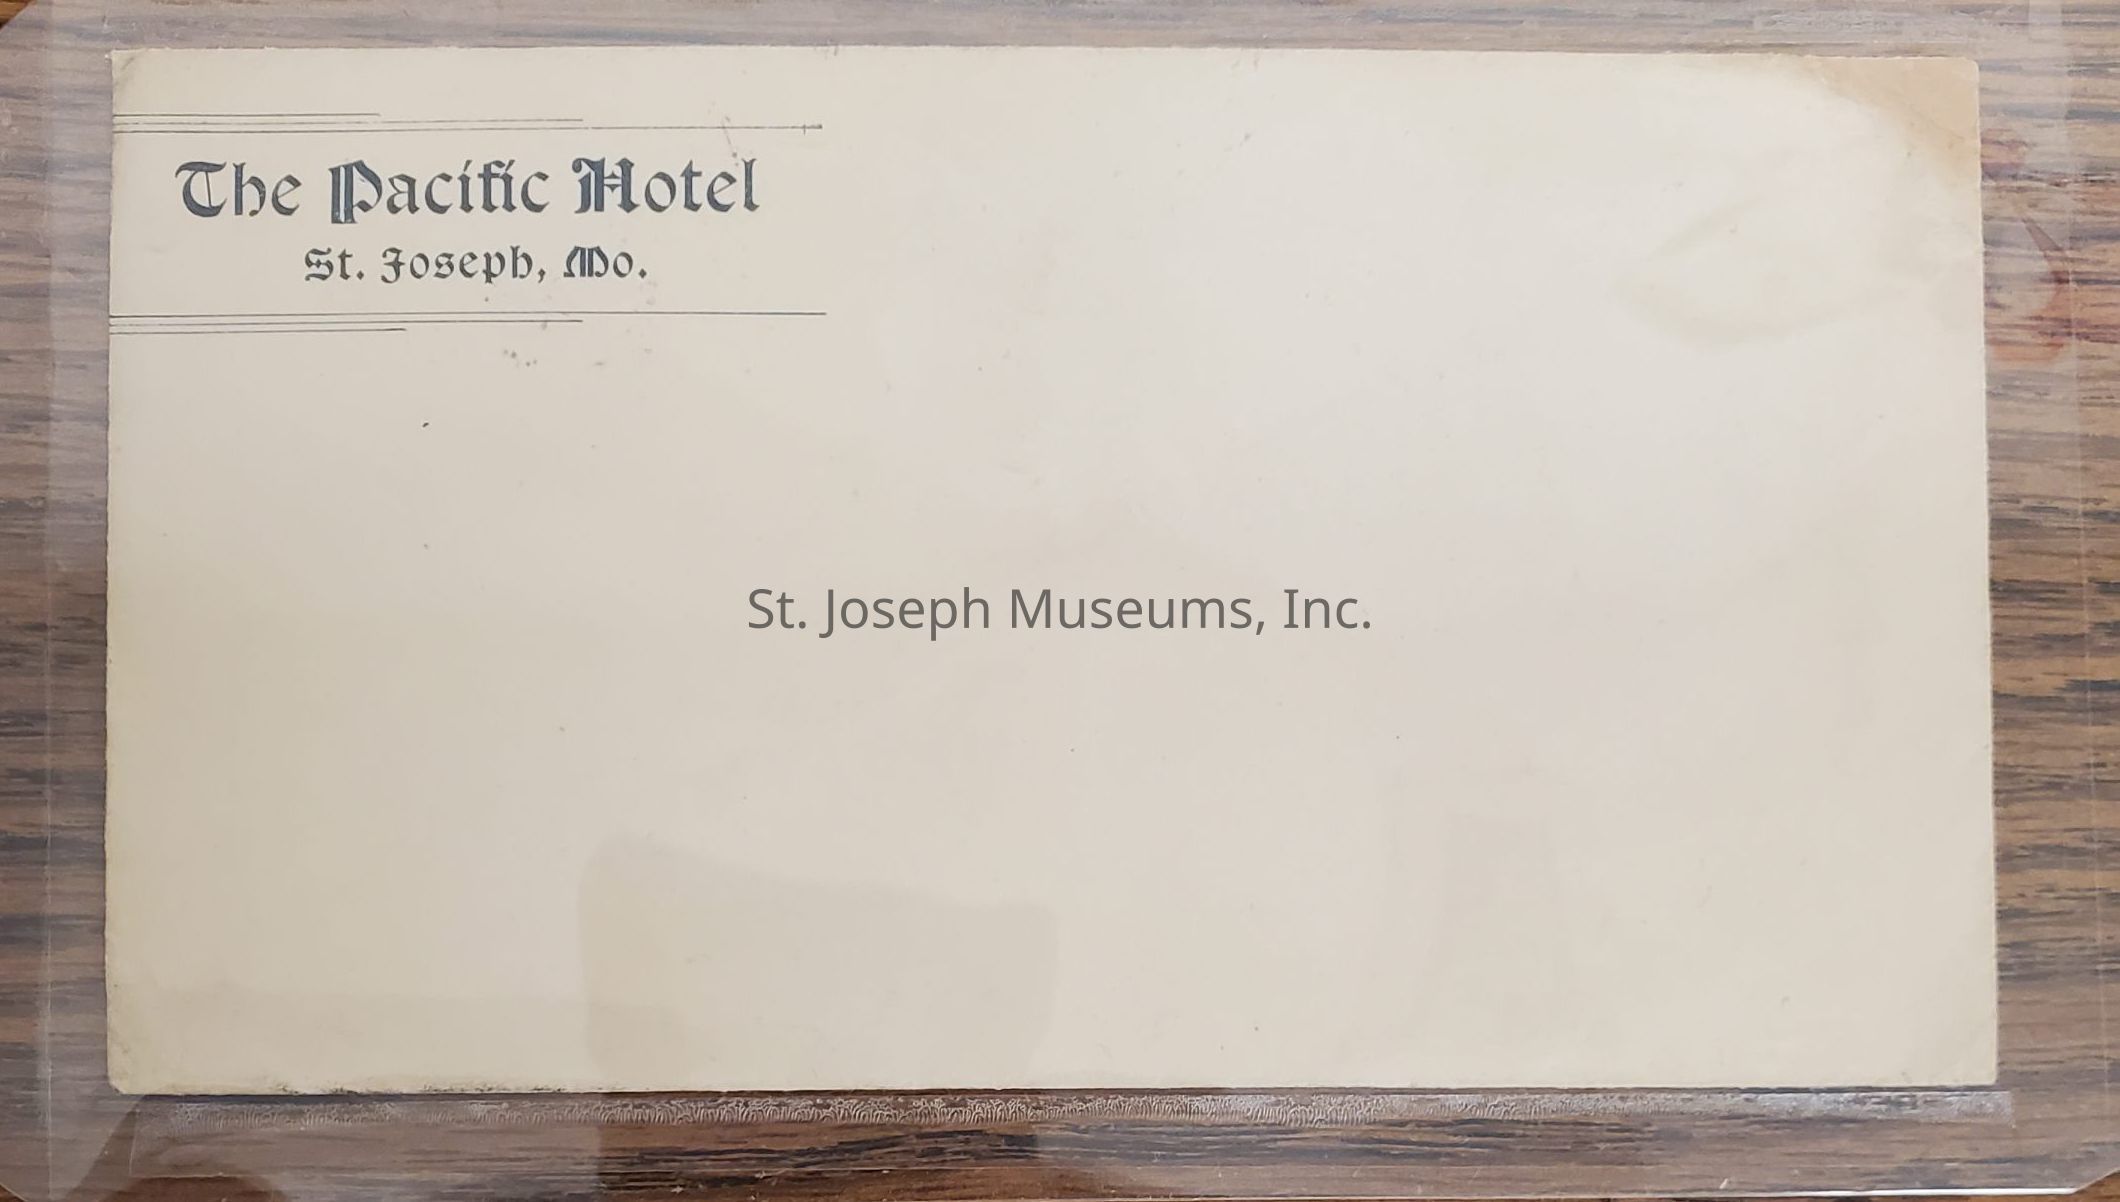 The Pacific Hotel
St. Joseph, Mo.
St. Joseph Museums, Inc.